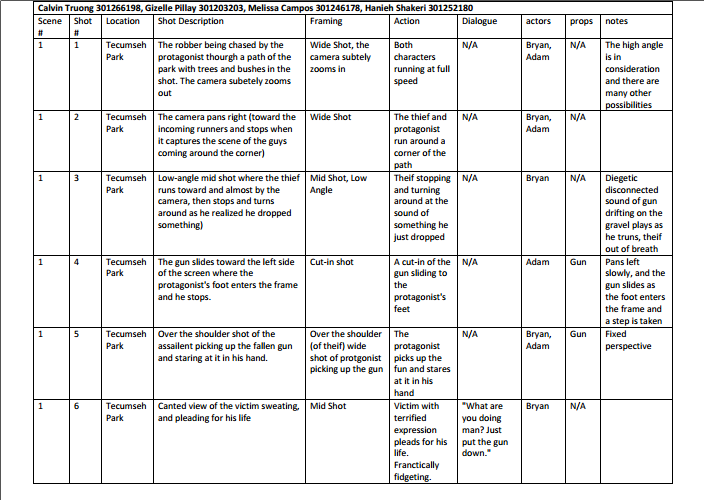 Calvin Truong 301266198, Gizelle Pillay 301203203, Melissa Campos 301246178, Hanieh Shakeri 301252180
Scene # Shot # Location Shot Description Framing Action Dialogue actors props notes
1
1
Tecumseh
Park
The robber being chased by the
protagonist thourgh a path of the
park with trees and bushes in the
shot. The camera subetely zooms
out
Wide Shot, the
camera subtely
zooms in
Both
characters
running at full
speed
N/A
Bryan,
Adam
N/A
The high angle
is in
consideration
and there are
many other
possibilities
1
2
Tecumseh
Park
The camera pans right (toward the
incoming runners and stops when
it captures the scene of the guys
coming around the corner)
Wide Shot
The thief and
protagonist
run around a
corner of the
path
N/A
Bryan,
Adam
N/A
1
3
Tecumseh
Park
Low-angle mid shot where the thief
runs toward and almost by the
camera, then stops and turns
around as he realized he dropped
something)
Mid Shot, Low
Angle
Theif stopping
and turning
around at the
sound of
something he
just dropped
N/A
Bryan
N/A
Diegetic
disconnected
sound of gun
drifting on the
gravel plays as
he truns, theif
out of breath
1
4
Tecumseh
Park
The gun slides toward the left side
of the screen where the
protagonist's foot enters the frame
and he stops.
Cut-in shot
A cut-in of the
gun sliding to
the
protagonist's
feet
N/A
Adam
Gun
Pans left
slowly, and the
gun slides as
the foot enters
the frame and
a step is taken
1
5
Tecumseh
Park
Over the shoulder shot of the
assailent picking up the fallen gun
and staring at it in his hand.
Over the shoulder
(of theif) wide
shot of protgonist
picking up the gun
The
protagonist
picks up the
fun and stares
at it in his
hand
N/A
Bryan,
Adam
Gun
Fixed
perspective
1
6
Tecumseh
Park
Canted view of the victim sweating,
and pleading for his life
Mid Shot
Victim with
terrified
expression
pleads for his
life.
Franctically
fidgeting.
"What are
you doing
man? Just
put the gun
down."
Bryan
N/A